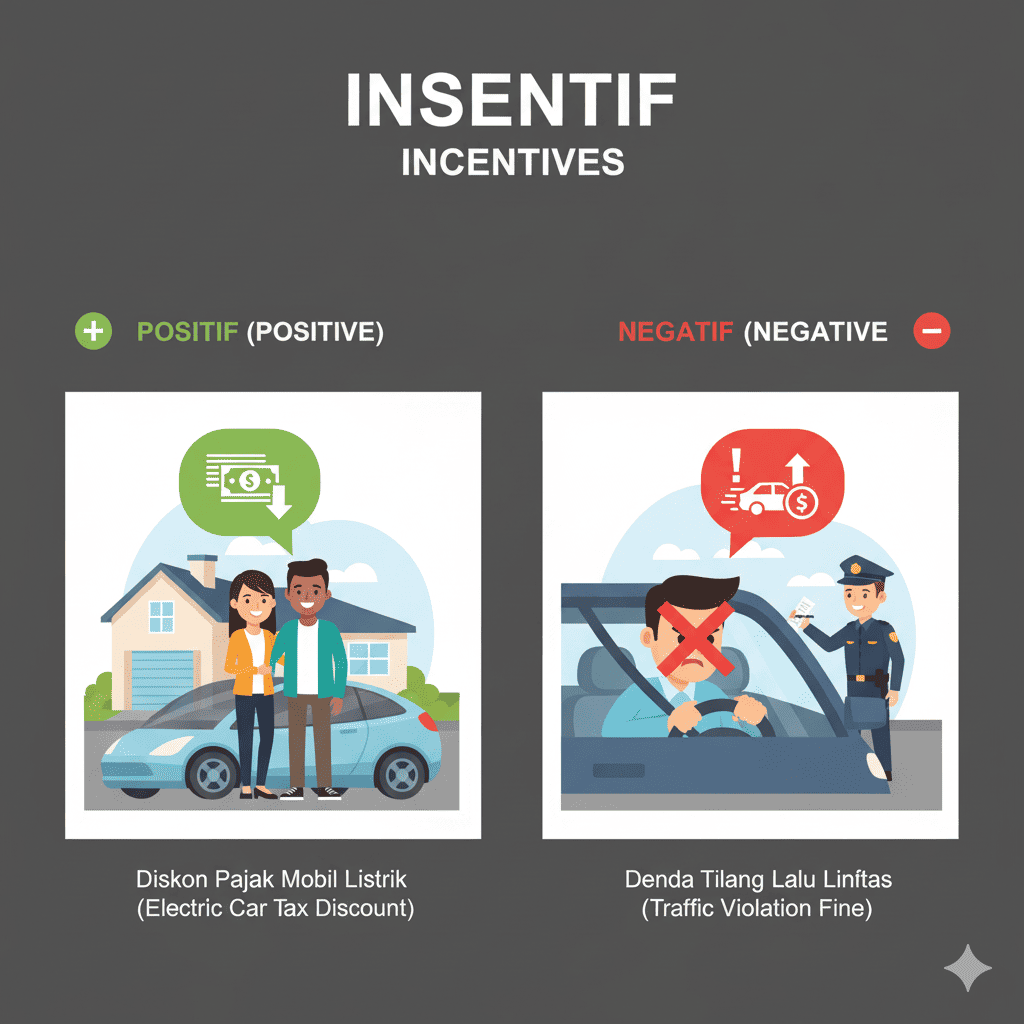 INSENTIF
INCENTIVES
POSITIF (POSITIVE)
NEGATIF (NEGATIVE
Diskon Pajak Mobil Listrik
(Electric Car Tax Discount)
Denda Tilang Lalu Linftas
(Traffic Violation Fine)